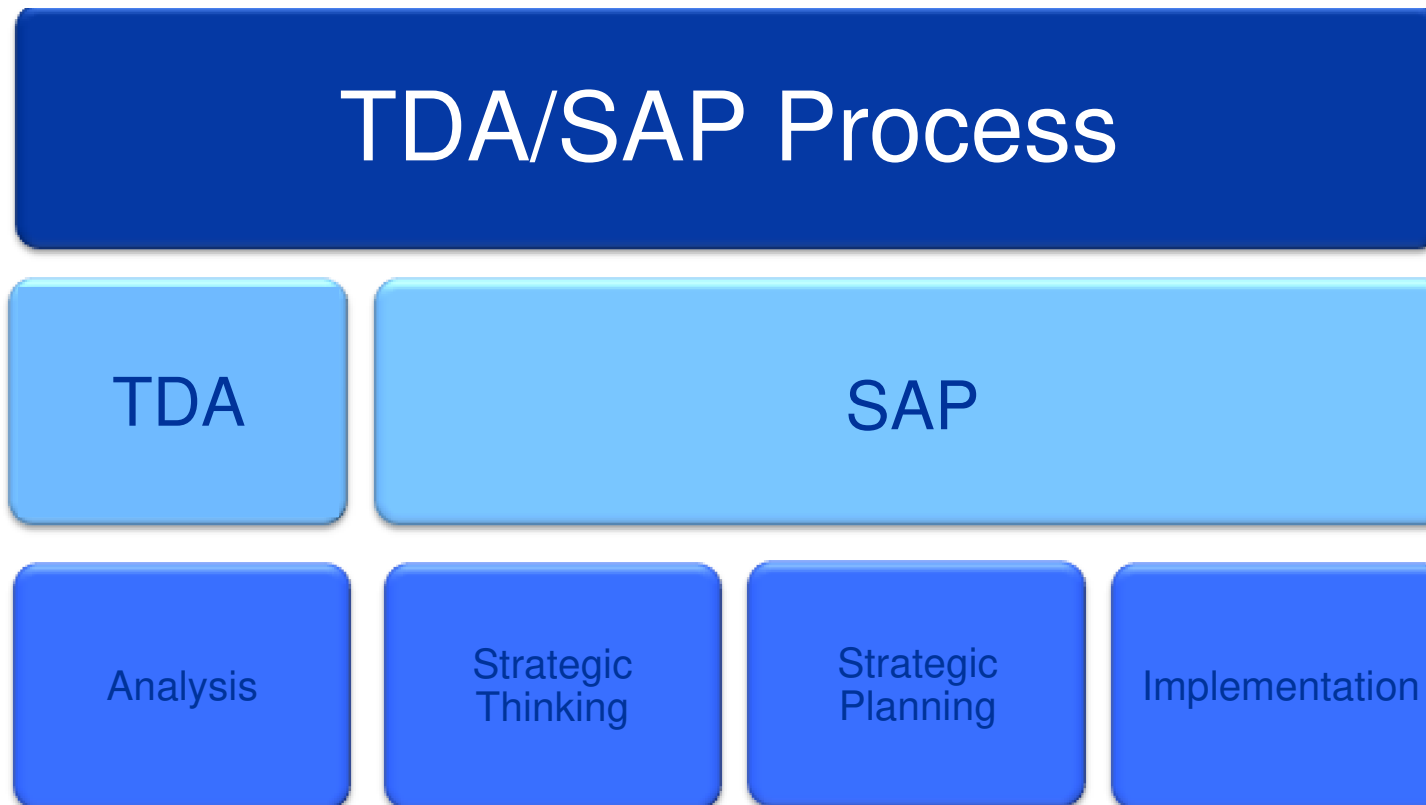 TDA/SAP Process
TDA
SAP
Analysis
Strategic
Thinking
Strategic
Planning
Implementation